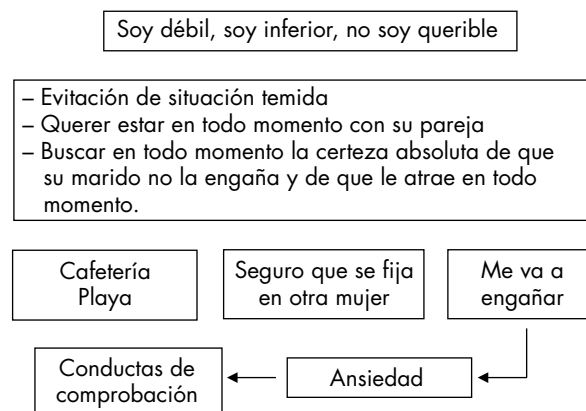 Soy débil, soy inferior, no soy querible
– Evitación de situación temida
– Querer estar en todo momento con su pareja
– Buscar en todo momento la certeza absoluta de que
su marido no la engaña y de que le atrae en todo
momento.
Cafetería
Playa
Seguro que se fija
en otra mujer
Me va a
engañar
Conductas de
comprobación
Ansiedad